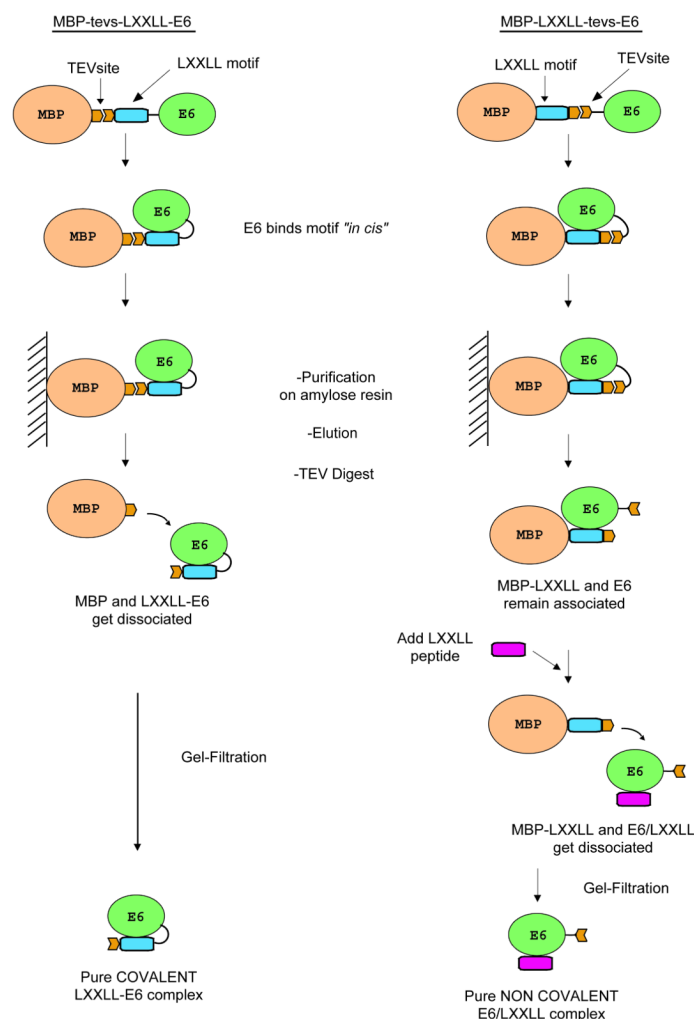 MBP-tevs-LXXLL-E6
TEVsite
LXXLL motif
MBP
E6
MBP
E6
MBP
E6
MBP
E6
MBP and LXXLL-E6
get dissociated
Gel-Filtration
E6
Pure COVALENT
LXXLL-E6 complex
E6 binds motif "in cis"
-Purification
on amylose resin
-Elution
-TEV Digest
MBP-LXXLL-tevs-E6
LXXLL motif
TEVsite
MBP
E6
MBP
E6
MBP
E6
MBP
E6
MBP-LXXLL and E6
remain associated
Add LXXLL
peptide
MBP
E6
MBP-LXXLL and E6/LXXLL
get dissociated
Gel-Filtration
E6
Pure NON COVALENT
E6/LXXLL complex